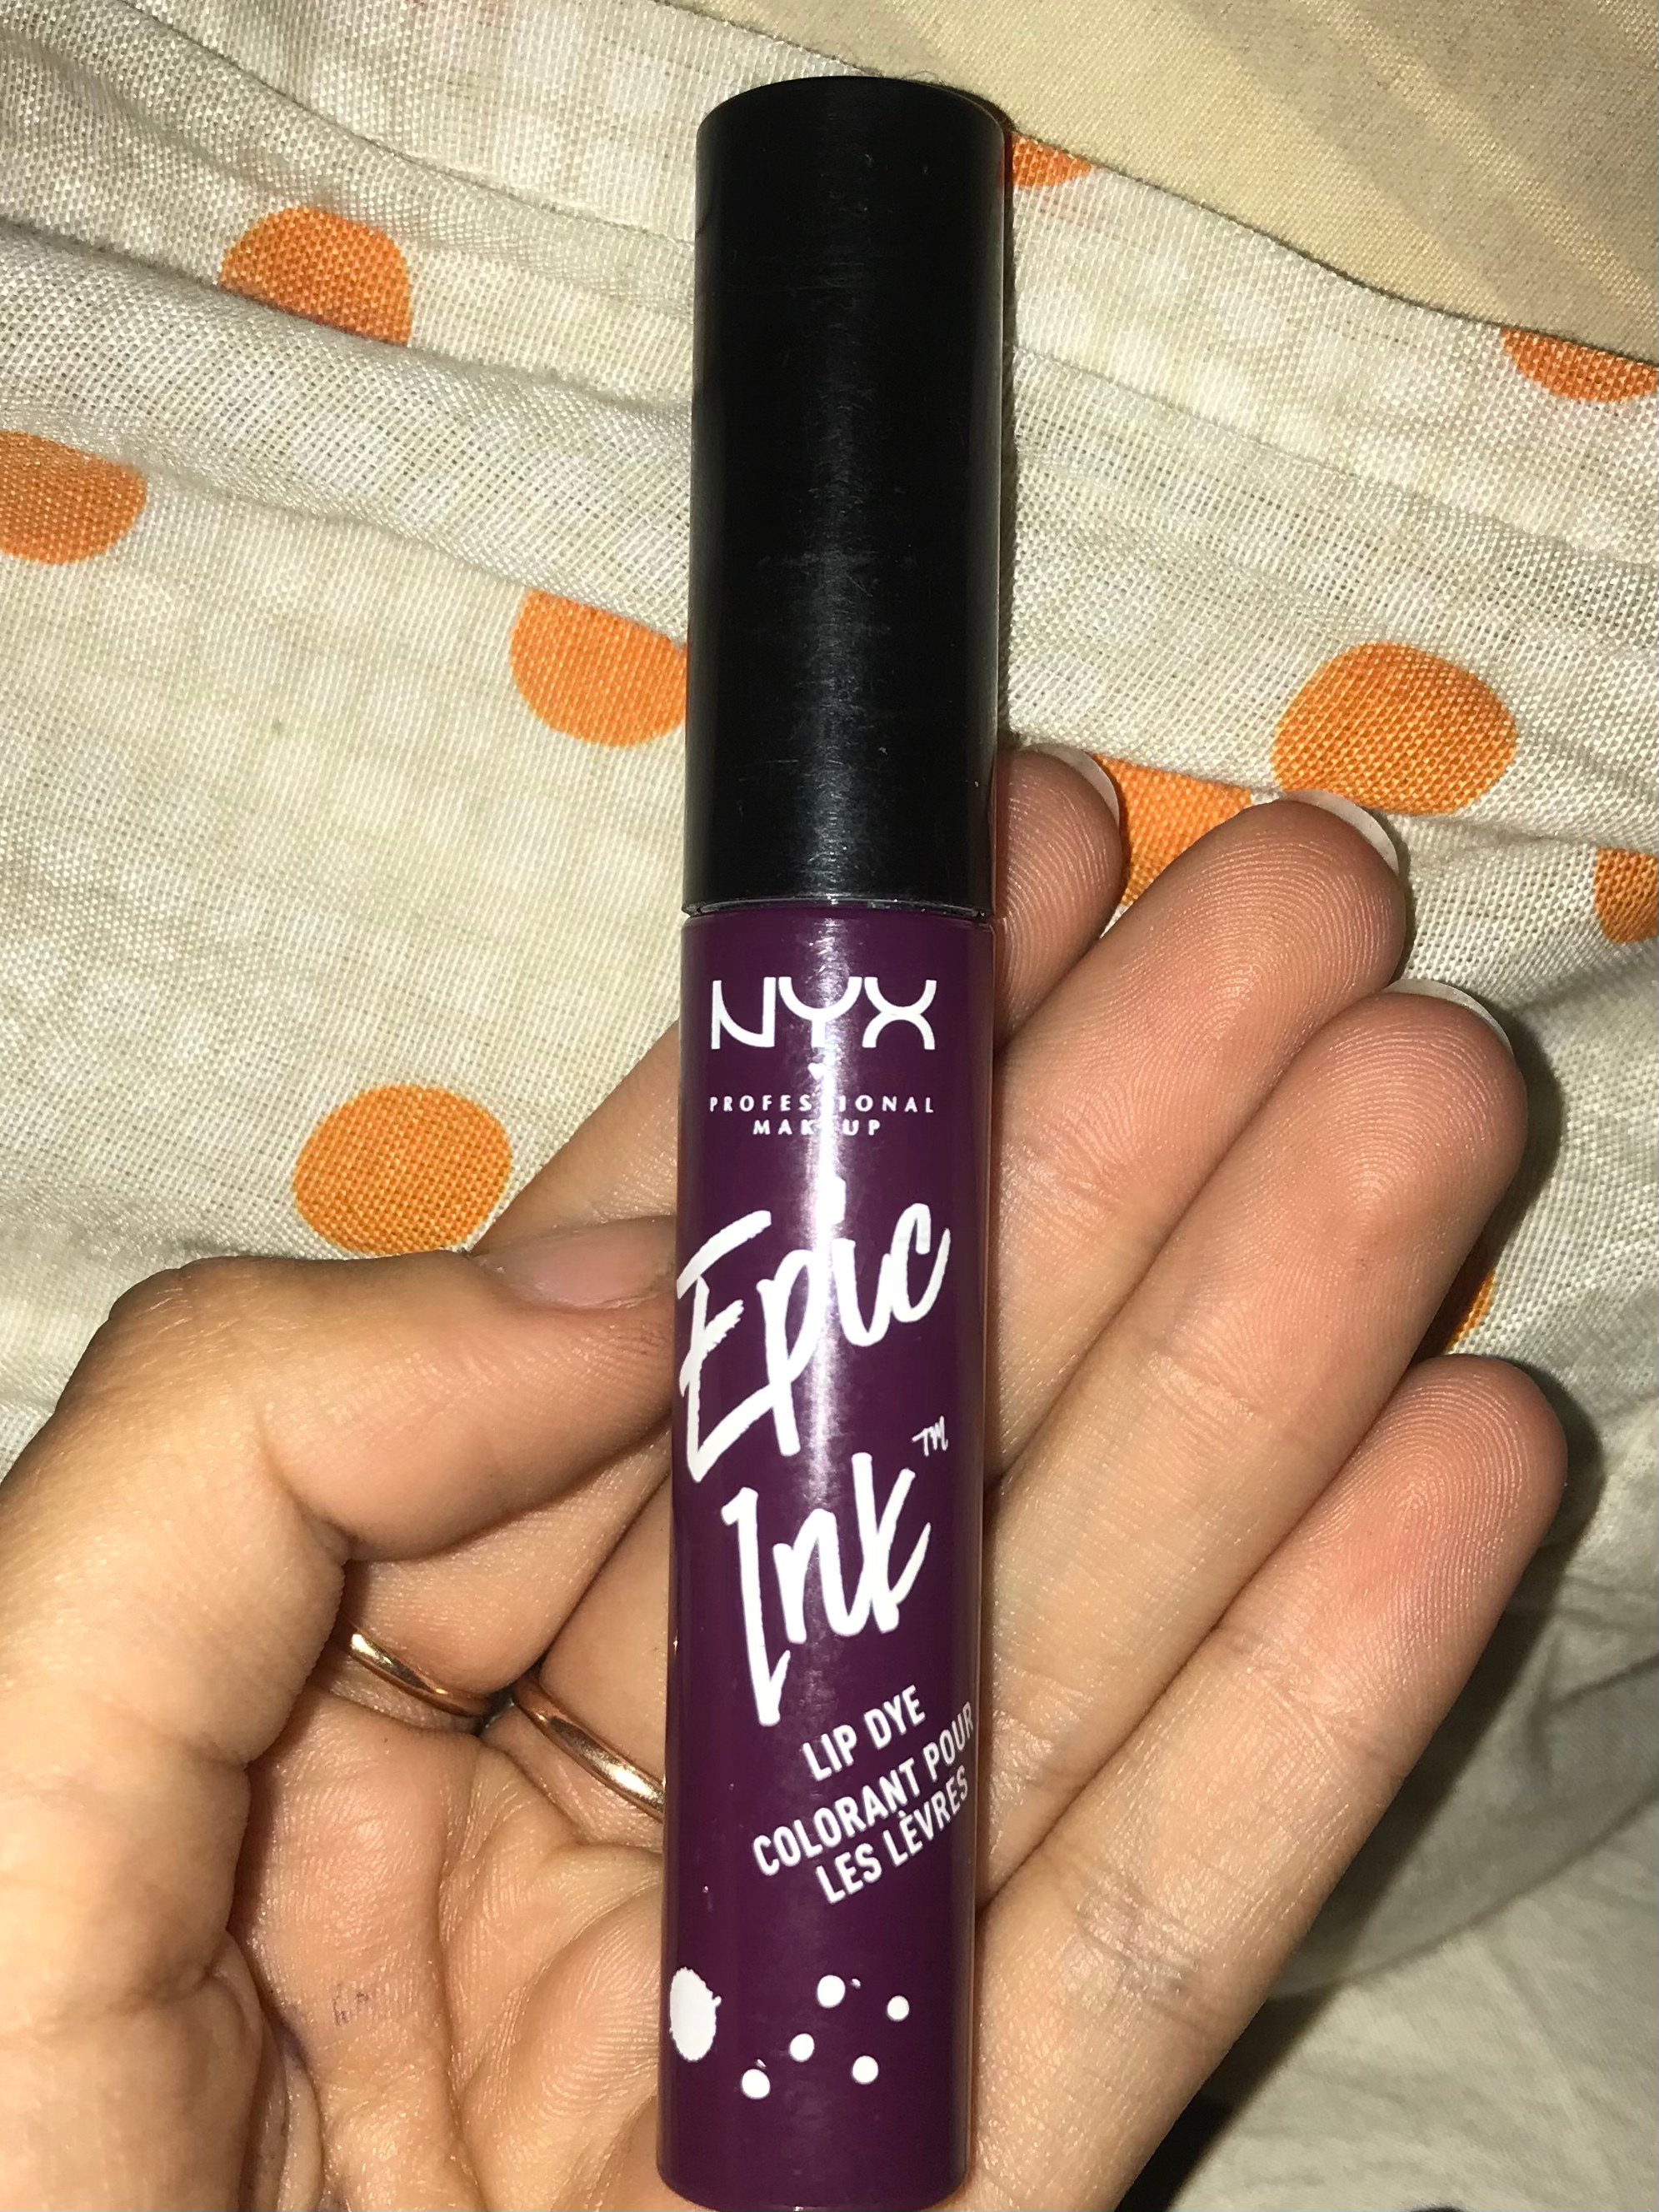 NYX
PROFESSIONAL
MAKEUP
Epic
Ink™
LIP DYE
COLORANT POUR
LES LÈVRES